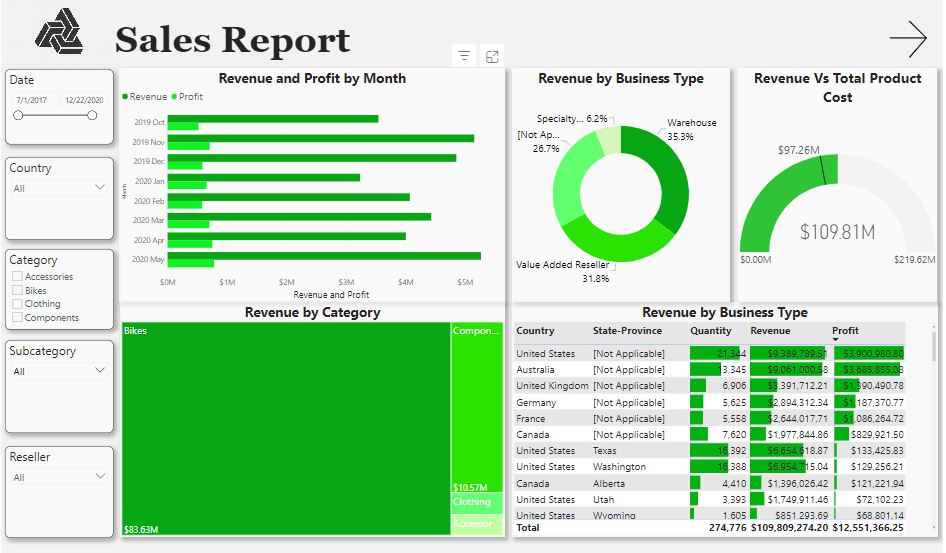 Sales Report
Date
7/1/2017 12/22/2020
Country
All
Category
Accessories
Bikes
Clothing
Components
Subcategory
All
Reseller
All
Revenue and Profit by Month
Revenue Profit
Month
2019 Oct
2019 Nov
2019 Dec
2020 Jan
2020 Feb
2020 Mar
2020 Apr
2020 May
$0M $1M $2M $3M $4M $5M
Revenue and Profit
Revenue by Business Type
Specialty... 6.2%
Warehouse
35.3%
[Not Ap...
26.7%
Value Added Reseller
31.8%
Revenue Vs Total Product
Cost
$97.26M
$109.81M
$0.00M $219.62M
Revenue by Category
Bikes
$83.63M
Compon...
$10.57M
Clothing
Accessor...
Revenue by Business Type
Country State-Province Quantity Revenue Profit
United States [Not Applicable] 21,344 $9,389,789.51 $3,900,980.80
Australia [Not Applicable] 13,345 $9,061,000.58 $3,685,855.03
United Kingdom [Not Applicable] 6,906 $3,391,712.21 $1,390,490.78
Germany [Not Applicable] 5,625 $2,894,312.34 $1,187,370.77
France [Not Applicable] 5,558 $2,644,017.71 $1,086,264.72
Canada [Not Applicable] 7,620 $1,977,844.86 $829,921.50
United States Texas 16,392 $6,654,618.87 $133,425.83
United States Washington 16,388 $6,954,715.04 $129,256.21
Canada Alberta 4,410 $1,396,026.42 $121,221.94
United States Utah 3,393 $1,749,911.46 $72,102.23
United States Wyoming 1,605 $851,293.69 $68,801.14
Total 274,776 $109,809,274.20 $12,551,366.25